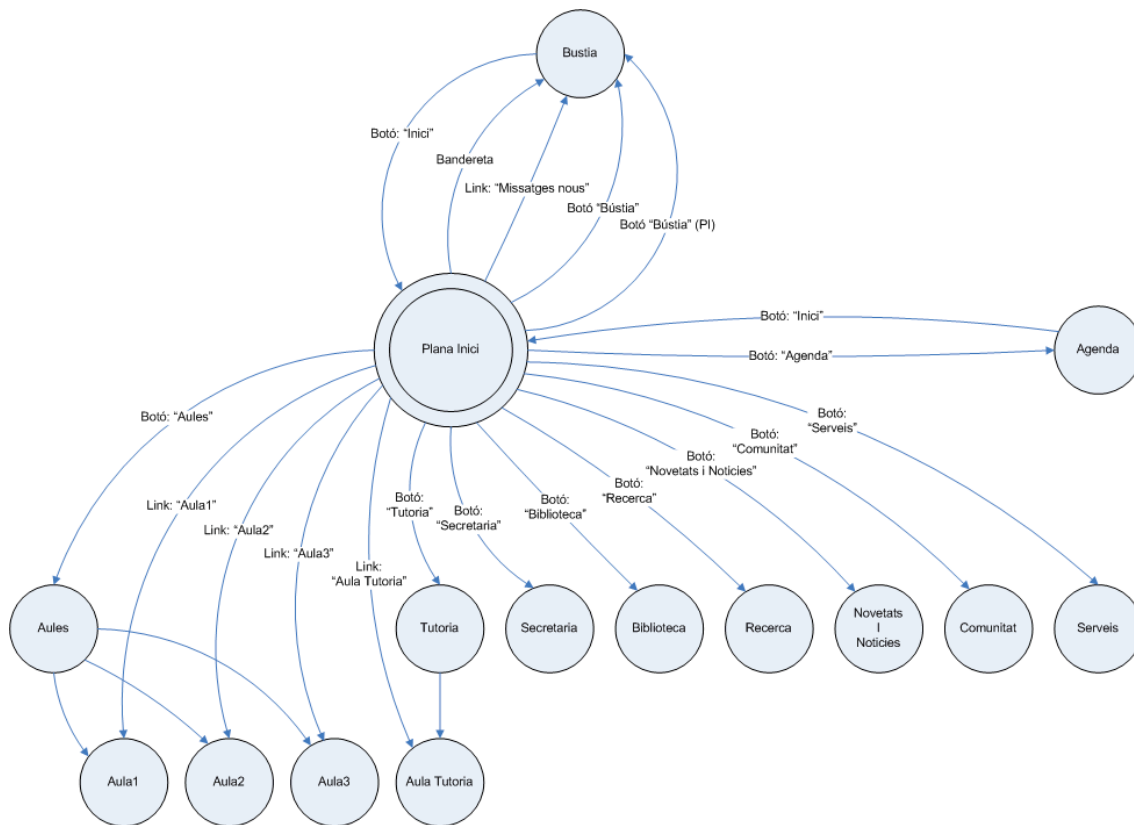 Bustia
Botó: “Inici”
Bandereta
Link: “Missatges nous”
Botó “Bústia”
Botó “Bústia” (PI)
Plana Inici
Botó: “Inici”
Botó: “Agenda”
Agenda
Botó: “Aules”
Botó:
“Serveis”
Botó:
“Comunitat”
Botó:
“Novetats i Noticies”
Botó:
“Recerca”
Botó:
“Biblioteca”
Botó:
“Secretaria”
Botó:
“Tutoria”
Link: “Aula1”
Link: “Aula2”
Link: “Aula3”
Link:
“Aula Tutoria”
Aules
Tutoria
Secretaria
Biblioteca
Recerca
Novetats
I
Noticies
Comunitat
Serveis
Aula1
Aula2
Aula3
Aula Tutoria